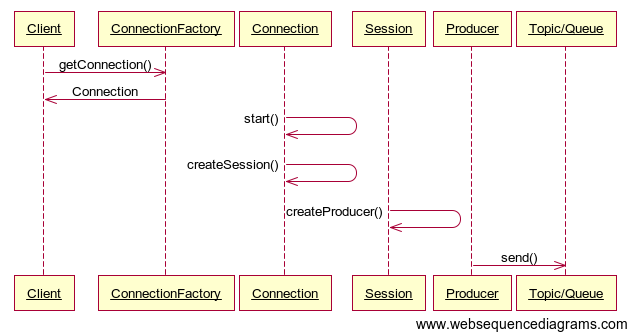 Client ConnectionFactory Connection Session Producer Topic/Queue
getConnection()
Connection
start()
createSession()
createProducer()
send()
Client ConnectionFactory Connection Session Producer Topic/Queue
www.websequencediagrams.com